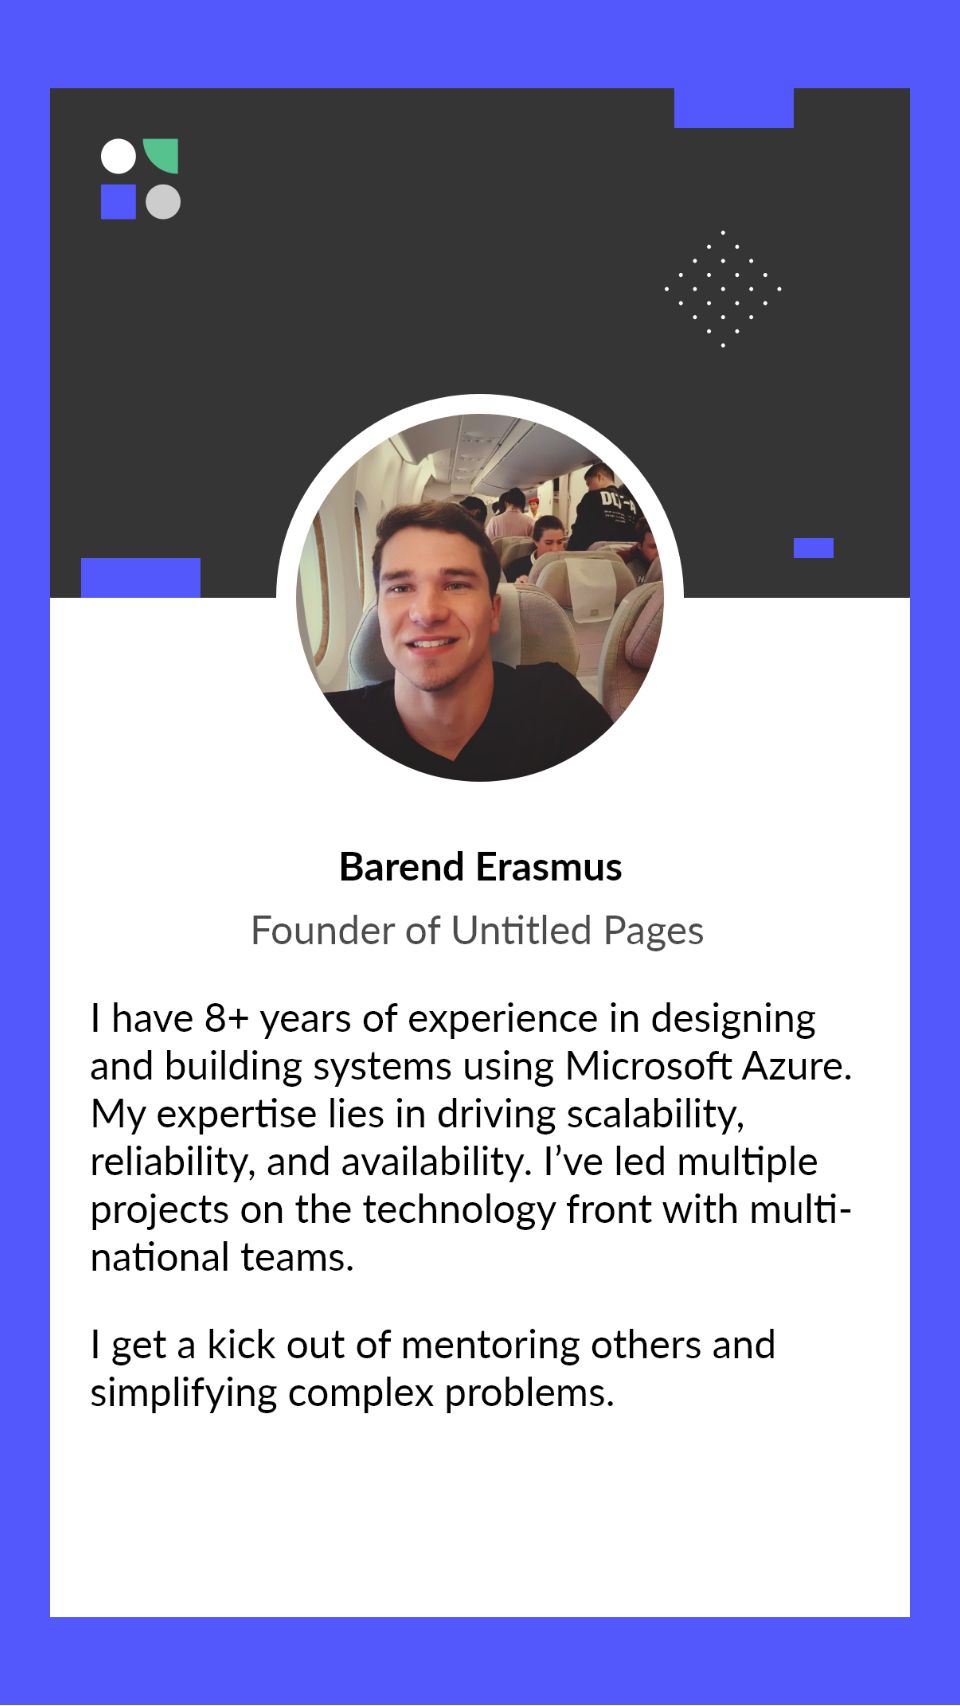 Barend Erasmus
Founder of Untitled Pages
I have 8+ years of experience in designing
and building systems using Microsoft Azure.
My expertise lies in driving scalability,
reliability, and availability. I’ve led multiple
projects on the technology front with multi-
national teams.
I get a kick out of mentoring others and
simplifying complex problems.